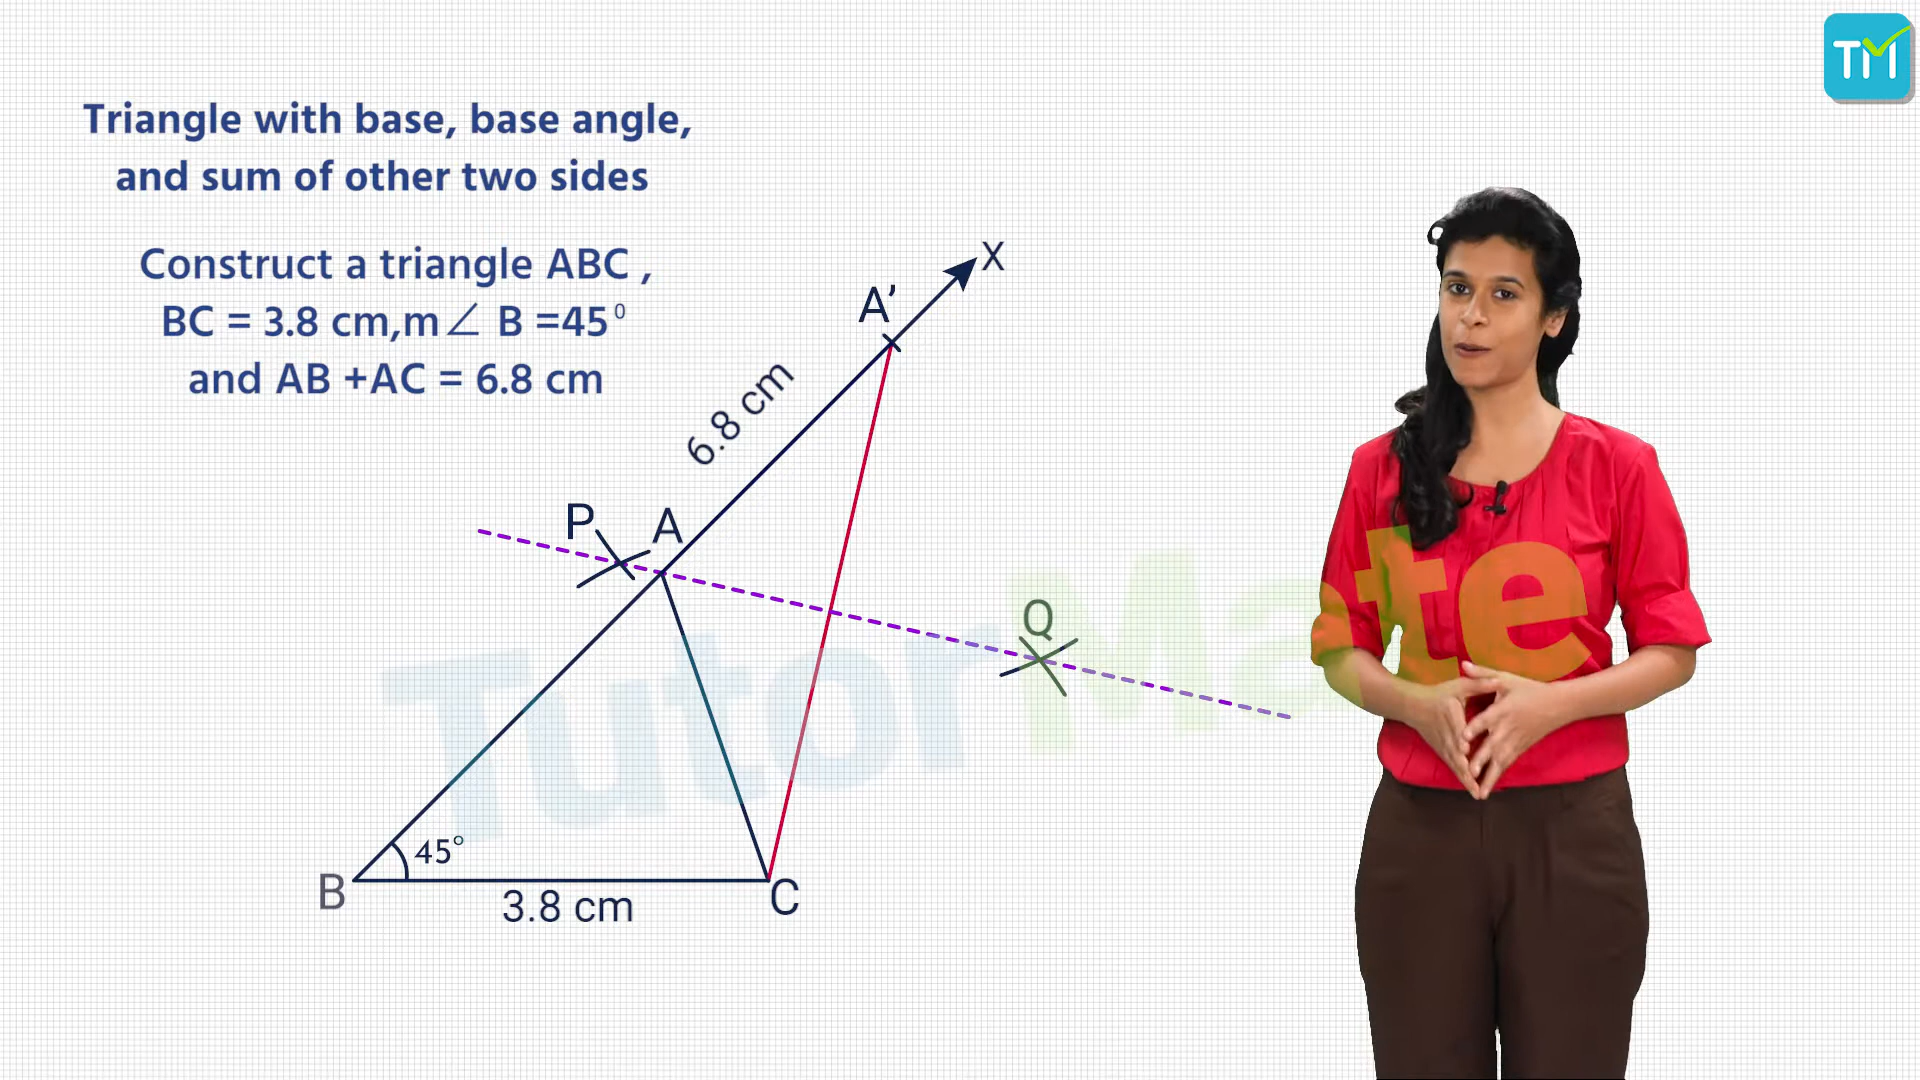 TM
Triangle with base, base angle,
and sum of other two sides
Construct a triangle ABC ,
BC = 3.8 cm,m∠ B =45⁰
and AB +AC = 6.8 cm
X
A’
6.8 cm
P
A
Q
TutorMate
45°
B
C
3.8 cm